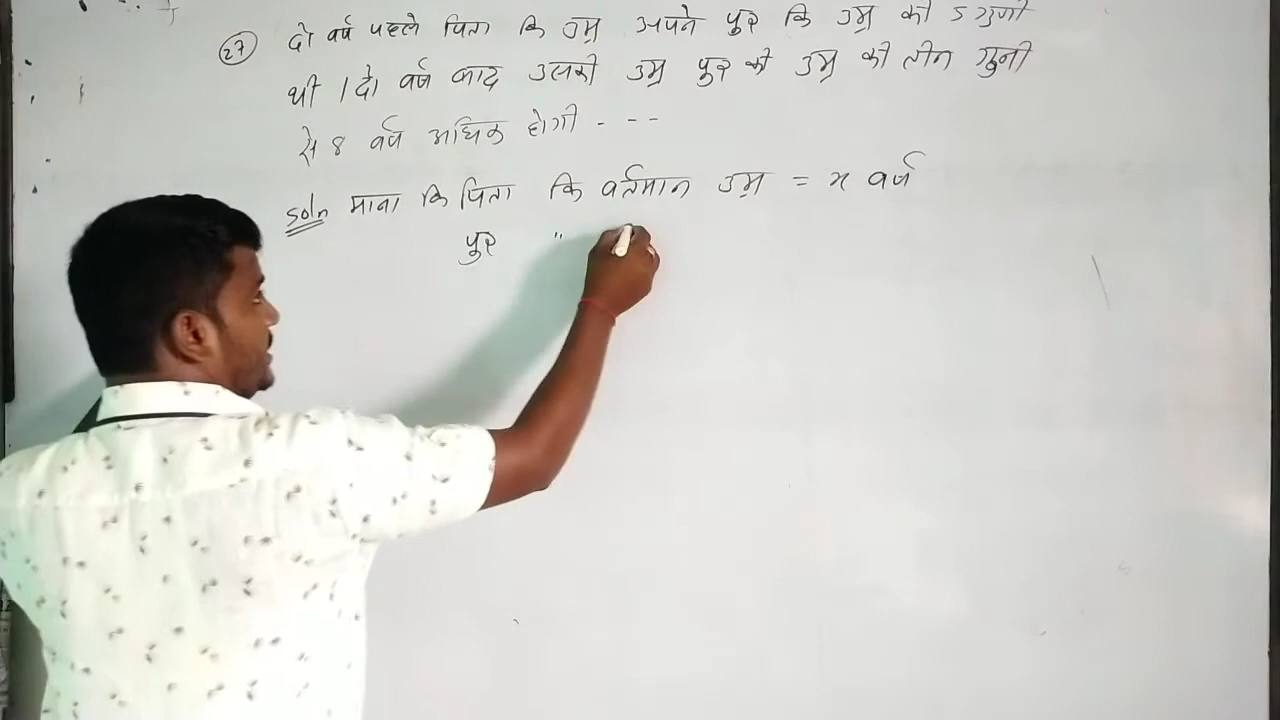 (27) दो वर्ष पहले पिता कि उम्र अपने पुत्र कि उम्र की 5 गुणी
थी । दो वर्ष बाद उसकी उम्र पुत्र की उम्र की तीन गुनी
से 8 वर्ष अधिक होगी - - -
Soln माना कि पिता कि वर्तमान उम्र = x वर्ष
पुत्र "